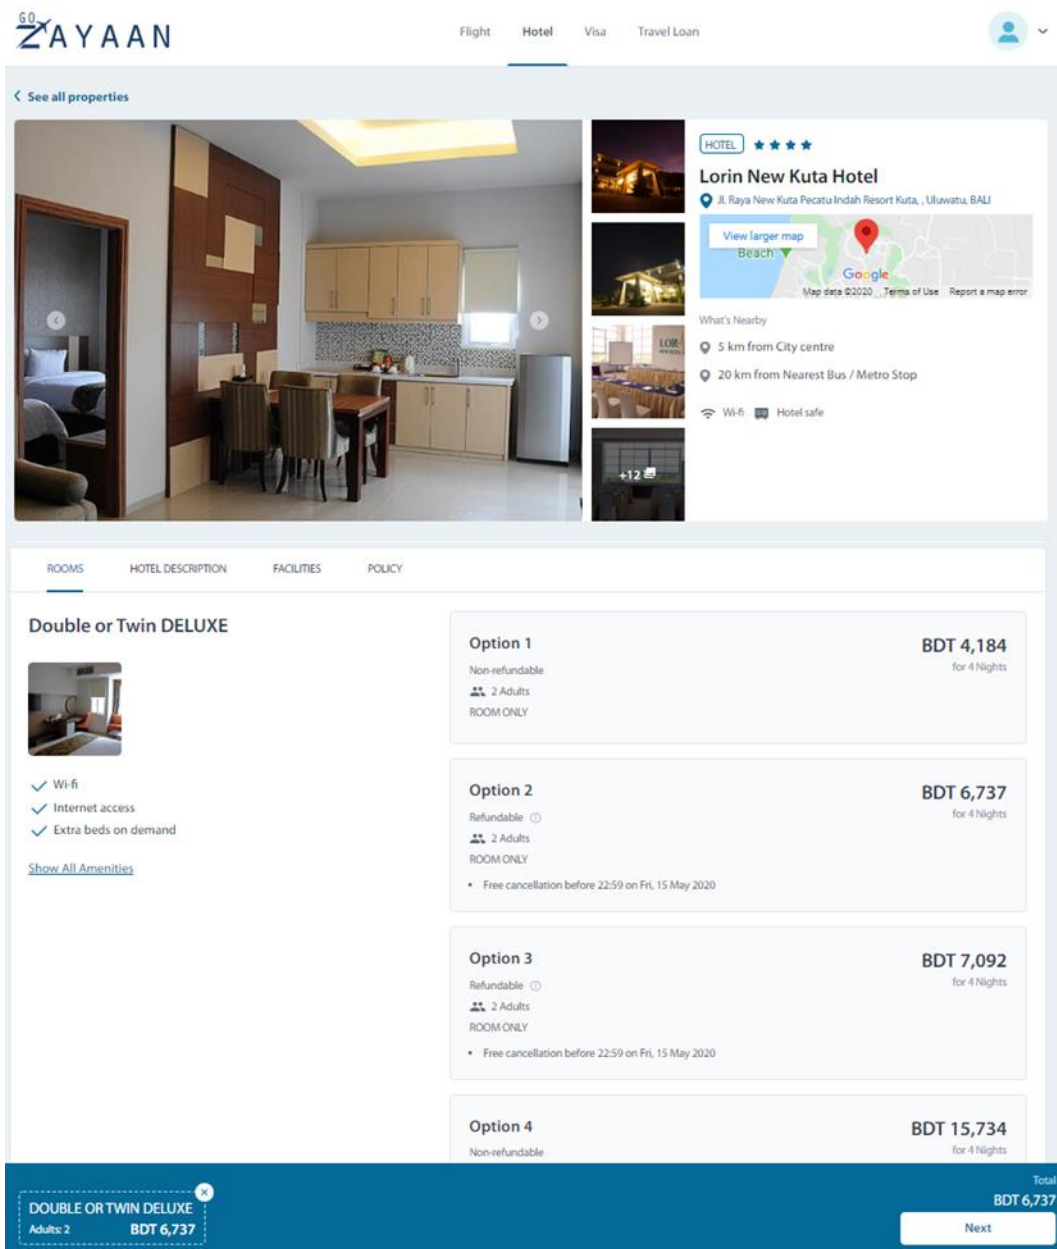 GO
ZAYAAN
Flight Hotel Visa Travel Loan
See all properties
HOTEL
Lorin New Kuta Hotel
Jl. Raya New Kuta Pecatu Indah Resort Kuta, , Uluwatu, BALI
View larger map
Beach
Google
Map data ©2020 Terms of Use Report a map error
What's Nearby
5 km from City centre
20 km from Nearest Bus / Metro Stop
Wi-fi Hotel safe
LOR
+12
ROOMS HOTEL DESCRIPTION FACILITIES POLICY
Double or Twin DELUXE
Wi-fi
Internet access
Extra beds on demand
Show All Amenities
Option 1
BDT 4,184
Non-refundable
for 4 Nights
2 Adults
ROOM ONLY
Option 2
BDT 6,737
Refundable
for 4 Nights
2 Adults
ROOM ONLY
• Free cancellation before 22:59 on Fri, 15 May 2020
Option 3
BDT 7,092
Refundable
for 4 Nights
2 Adults
ROOM ONLY
• Free cancellation before 22:59 on Fri, 15 May 2020
Option 4
BDT 15,734
Non-refundable
for 4 Nights
DOUBLE OR TWIN DELUXE
Adults: 2 BDT 6,737
Total
BDT 6,737
Next